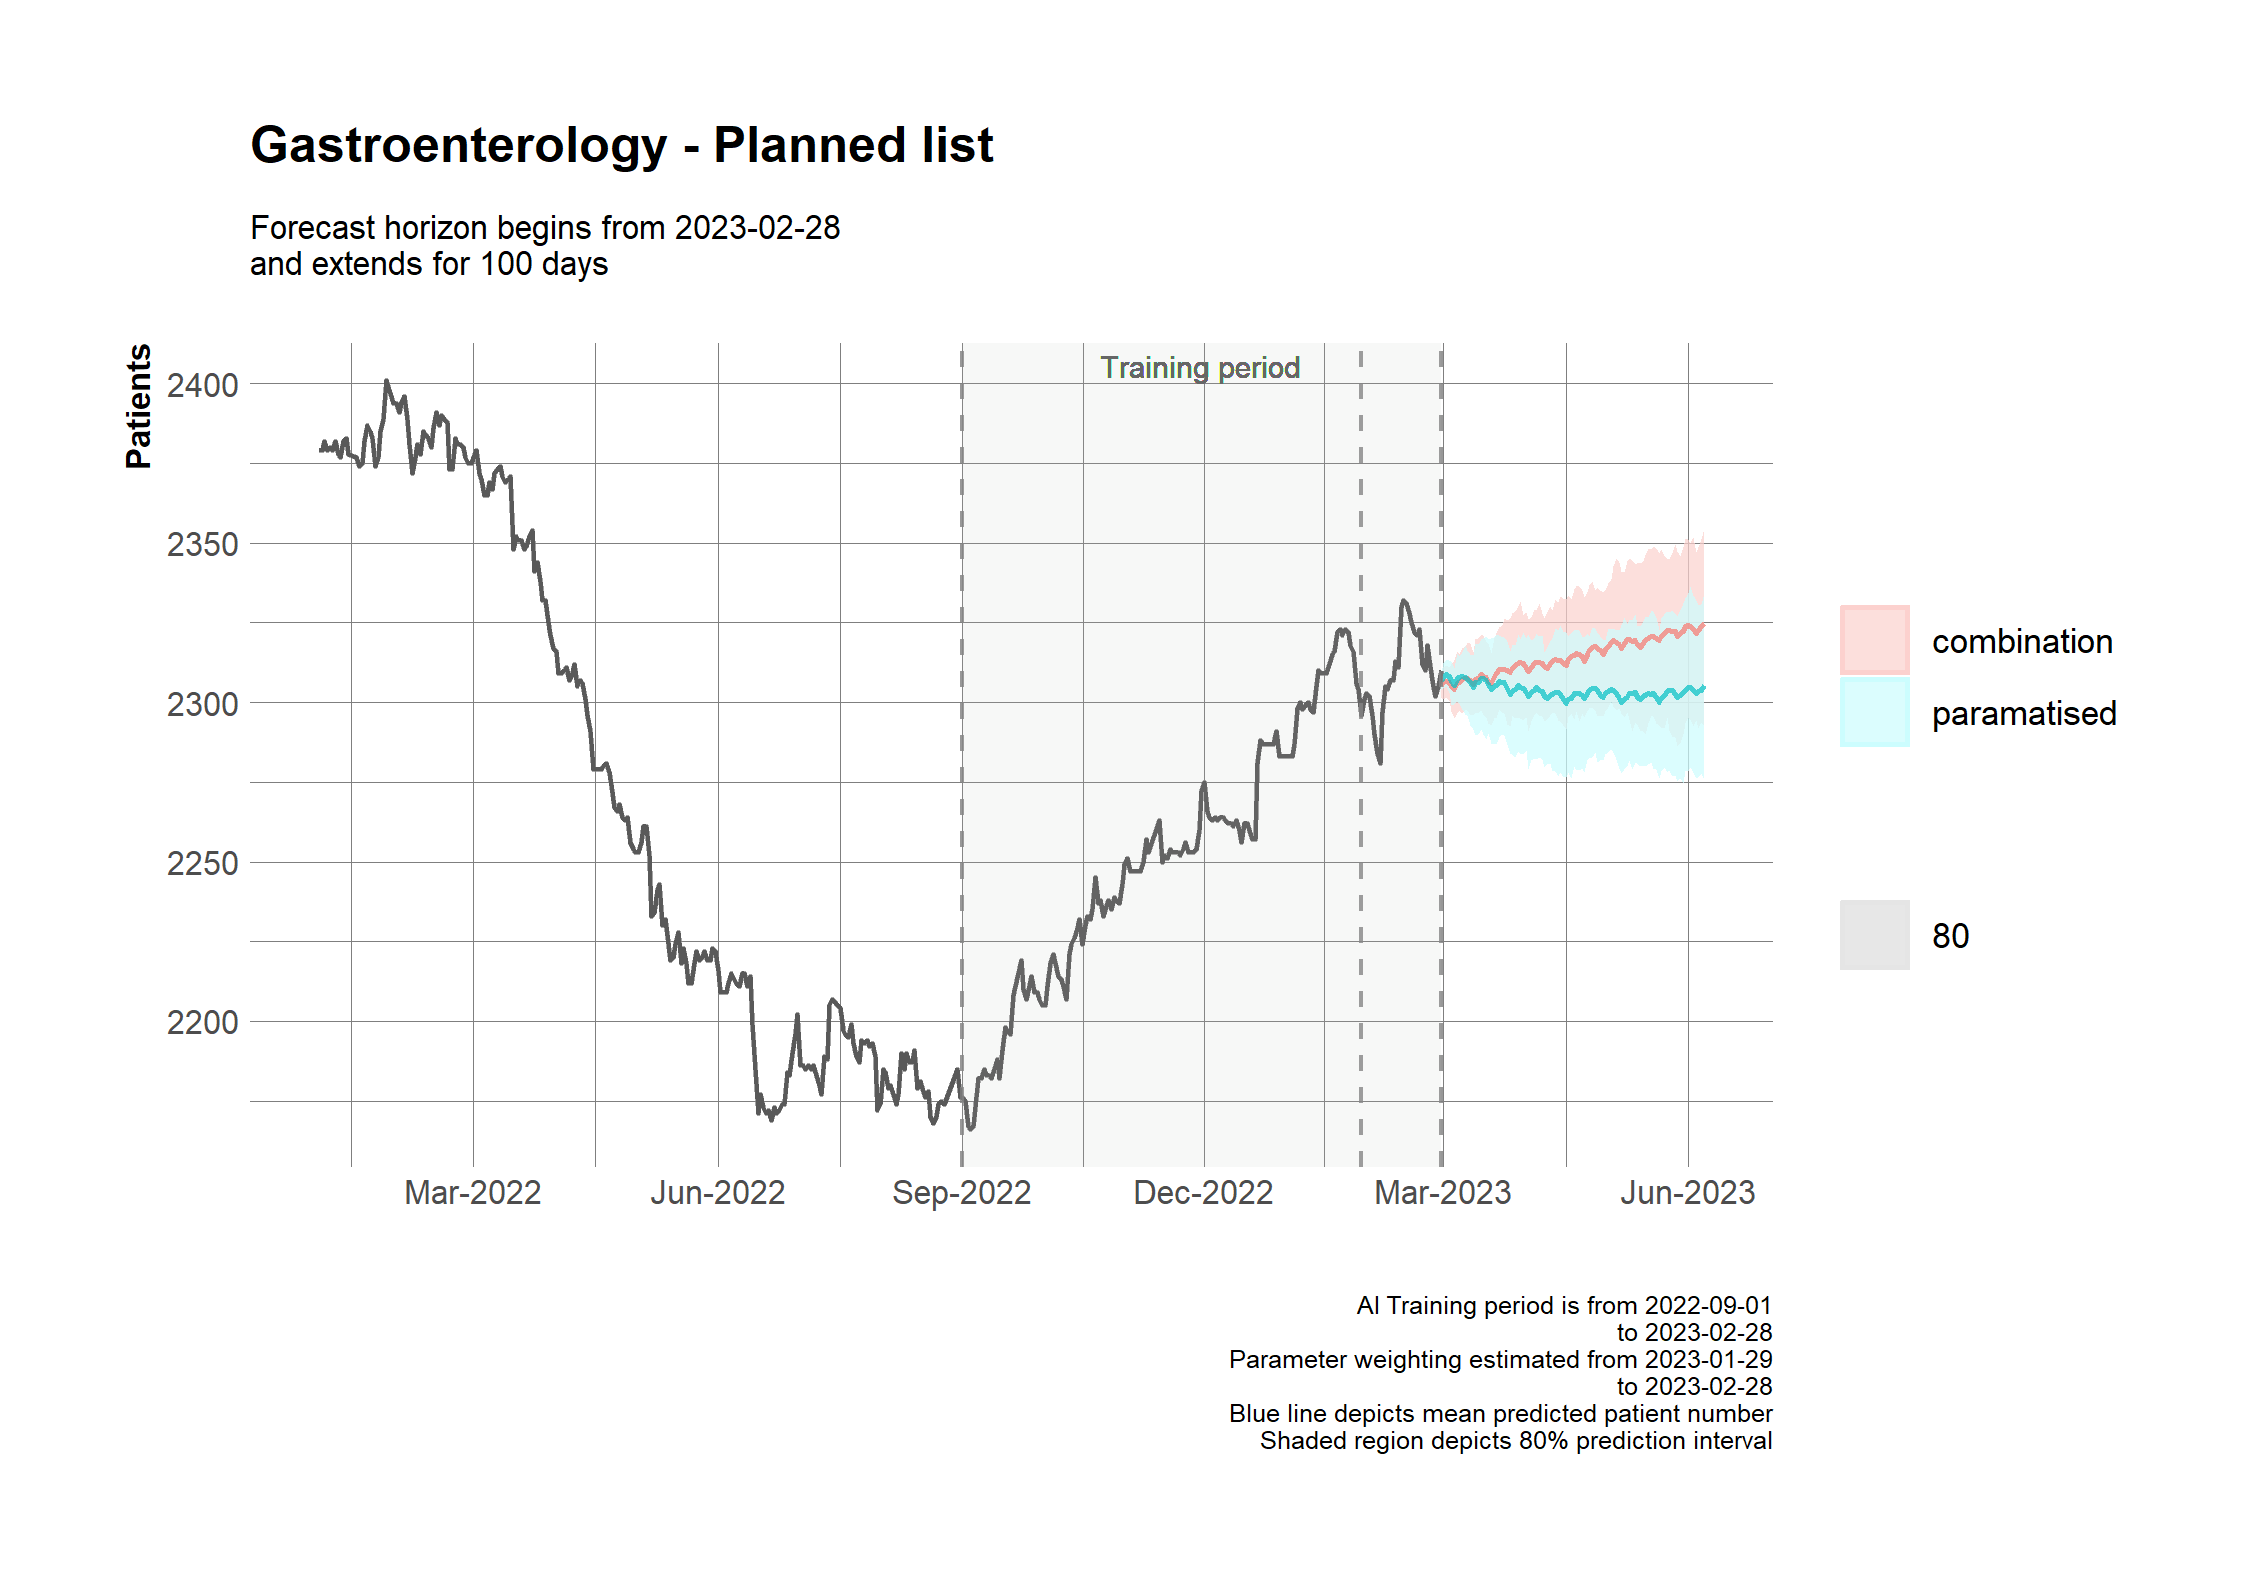 Gastroenterology - Planned list
Forecast horizon begins from 2023-02-28
and extends for 100 days
Patients
2400
2350
2300
2250
2200
Training period
Mar-2022
Jun-2022
Sep-2022
Dec-2022
Mar-2023
Jun-2023
combination
paramatised
80
AI Training period is from 2022-09-01
to 2023-02-28
Parameter weighting estimated from 2023-01-29
to 2023-02-28
Blue line depicts mean predicted patient number
Shaded region depicts 80% prediction interval